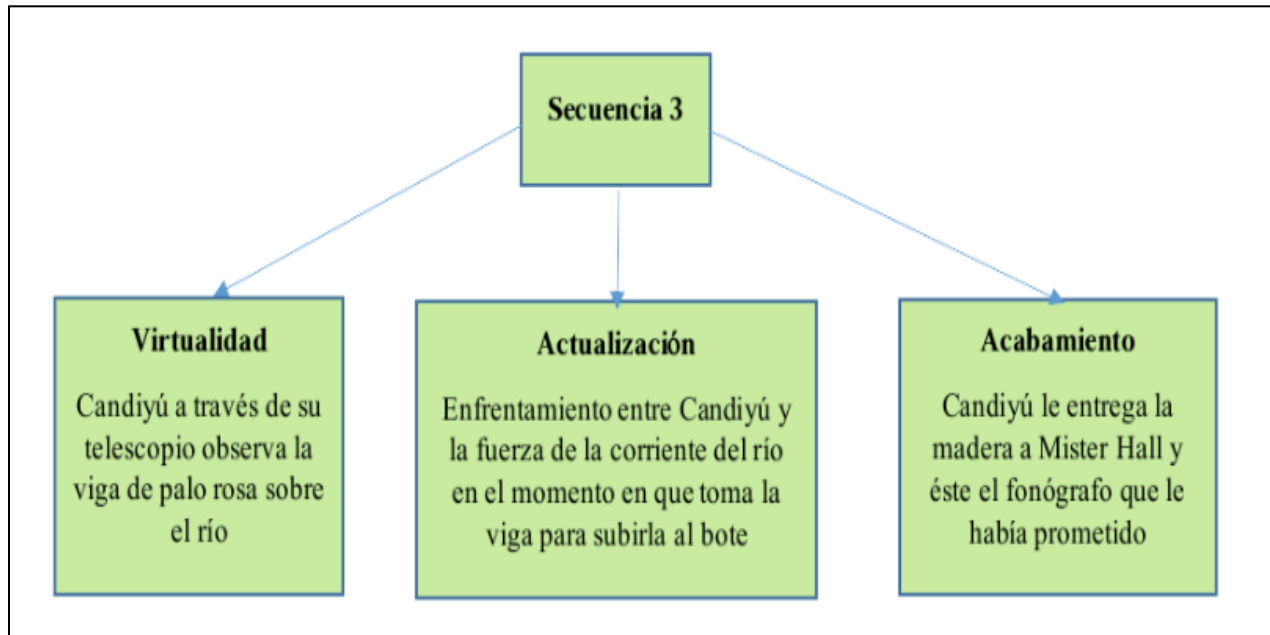 Secuencia 3
Virtualidad
Candiyú a través de su
telescopio observa la
viga de palo rosa sobre
el río
Actualización
Enfrentamiento entre Candiyú y
la fuerza de la corriente del río
en el momento en que toma la
viga para subirla al bote
Acabamiento
Candiyú le entrega la
madera a Mister Hall y
éste el fonógrafo que le
había prometido